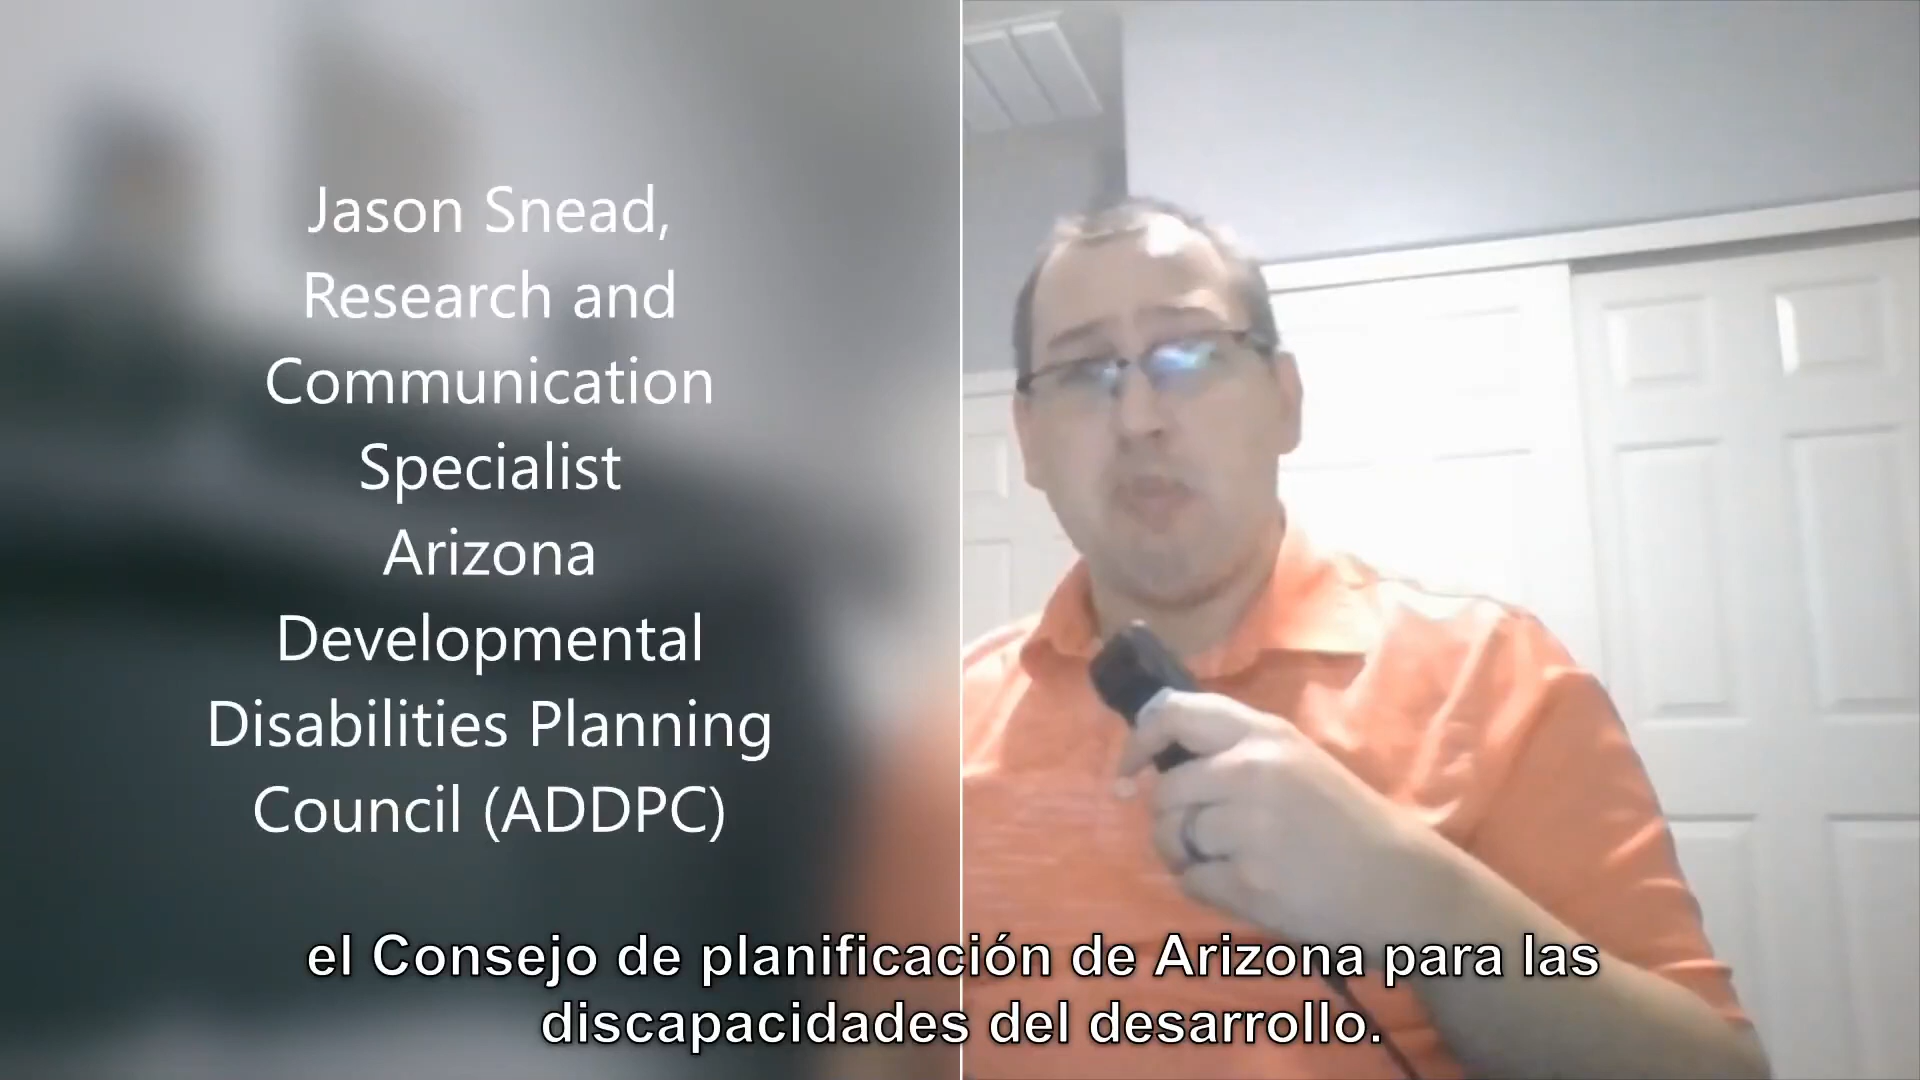 Jason Snead,
Research and
Communication
Specialist
Arizona
Developmental
Disabilities Planning
Council (ADDPC)
el Consejo de planificación de Arizona para las
discapacidades del desarrollo.